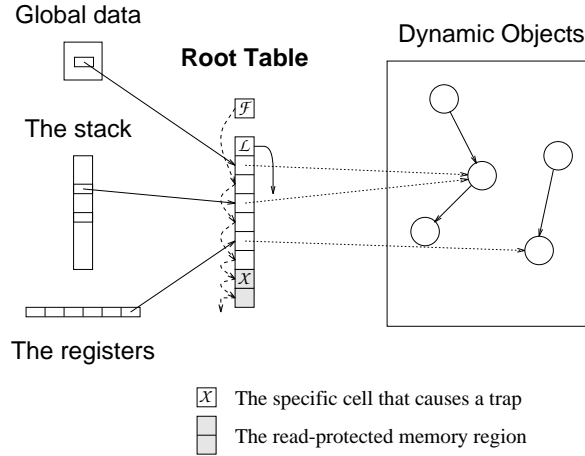 Global data
Dynamic Objects
Root Table
ℱ
The stack
ℒ
X
The registers
X The specific cell that causes a trap
The read-protected memory region